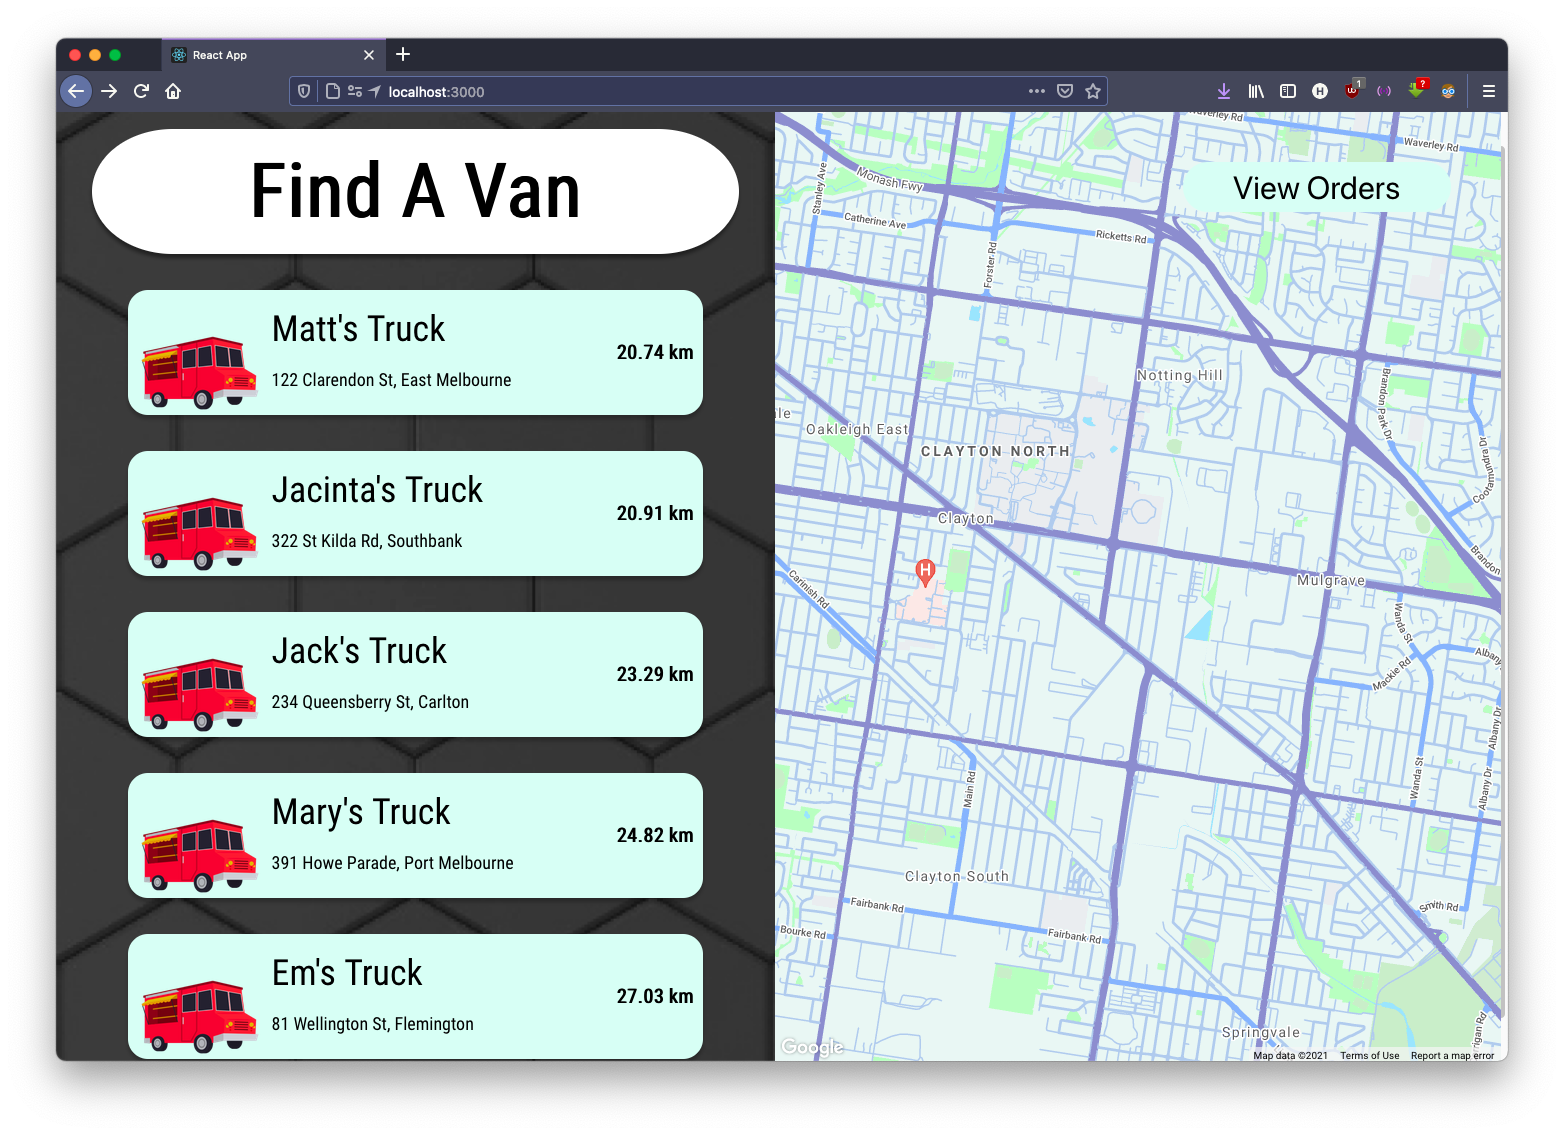 React App
localhost:3000
1
?
Find A Van
Matt's Truck
122 Clarendon St, East Melbourne
20.74 km
Jacinta's Truck
322 St Kilda Rd, Southbank
20.91 km
Jack's Truck
234 Queensberry St, Carlton
23.29 km
Mary's Truck
391 Howe Parade, Port Melbourne
24.82 km
Em's Truck
81 Wellington St, Flemington
27.03 km
View Orders
Waverley Rd
Waverley Rd
Monash Fwy
Stanley Ave
Catherine Ave
Ricketts Rd
Forster Rd
Notting Hill
Brandon Park Dr
ale
Oakleigh East
CLAYTON NORTH
Cootamundra Dr
Clayton
H
Carinish Rd
Brandon
Mulgrave
Wanda St
Mackie Rd
Albany
Albany Dr
Main Rd
Wanda St
Albany Dr
Clayton South
Fairbank Rd
Smith Rd
Bourke Rd
Fairbank Rd
Springvale
rigan Rd
Google
Map data ©2021
Terms of Use
Report a map error